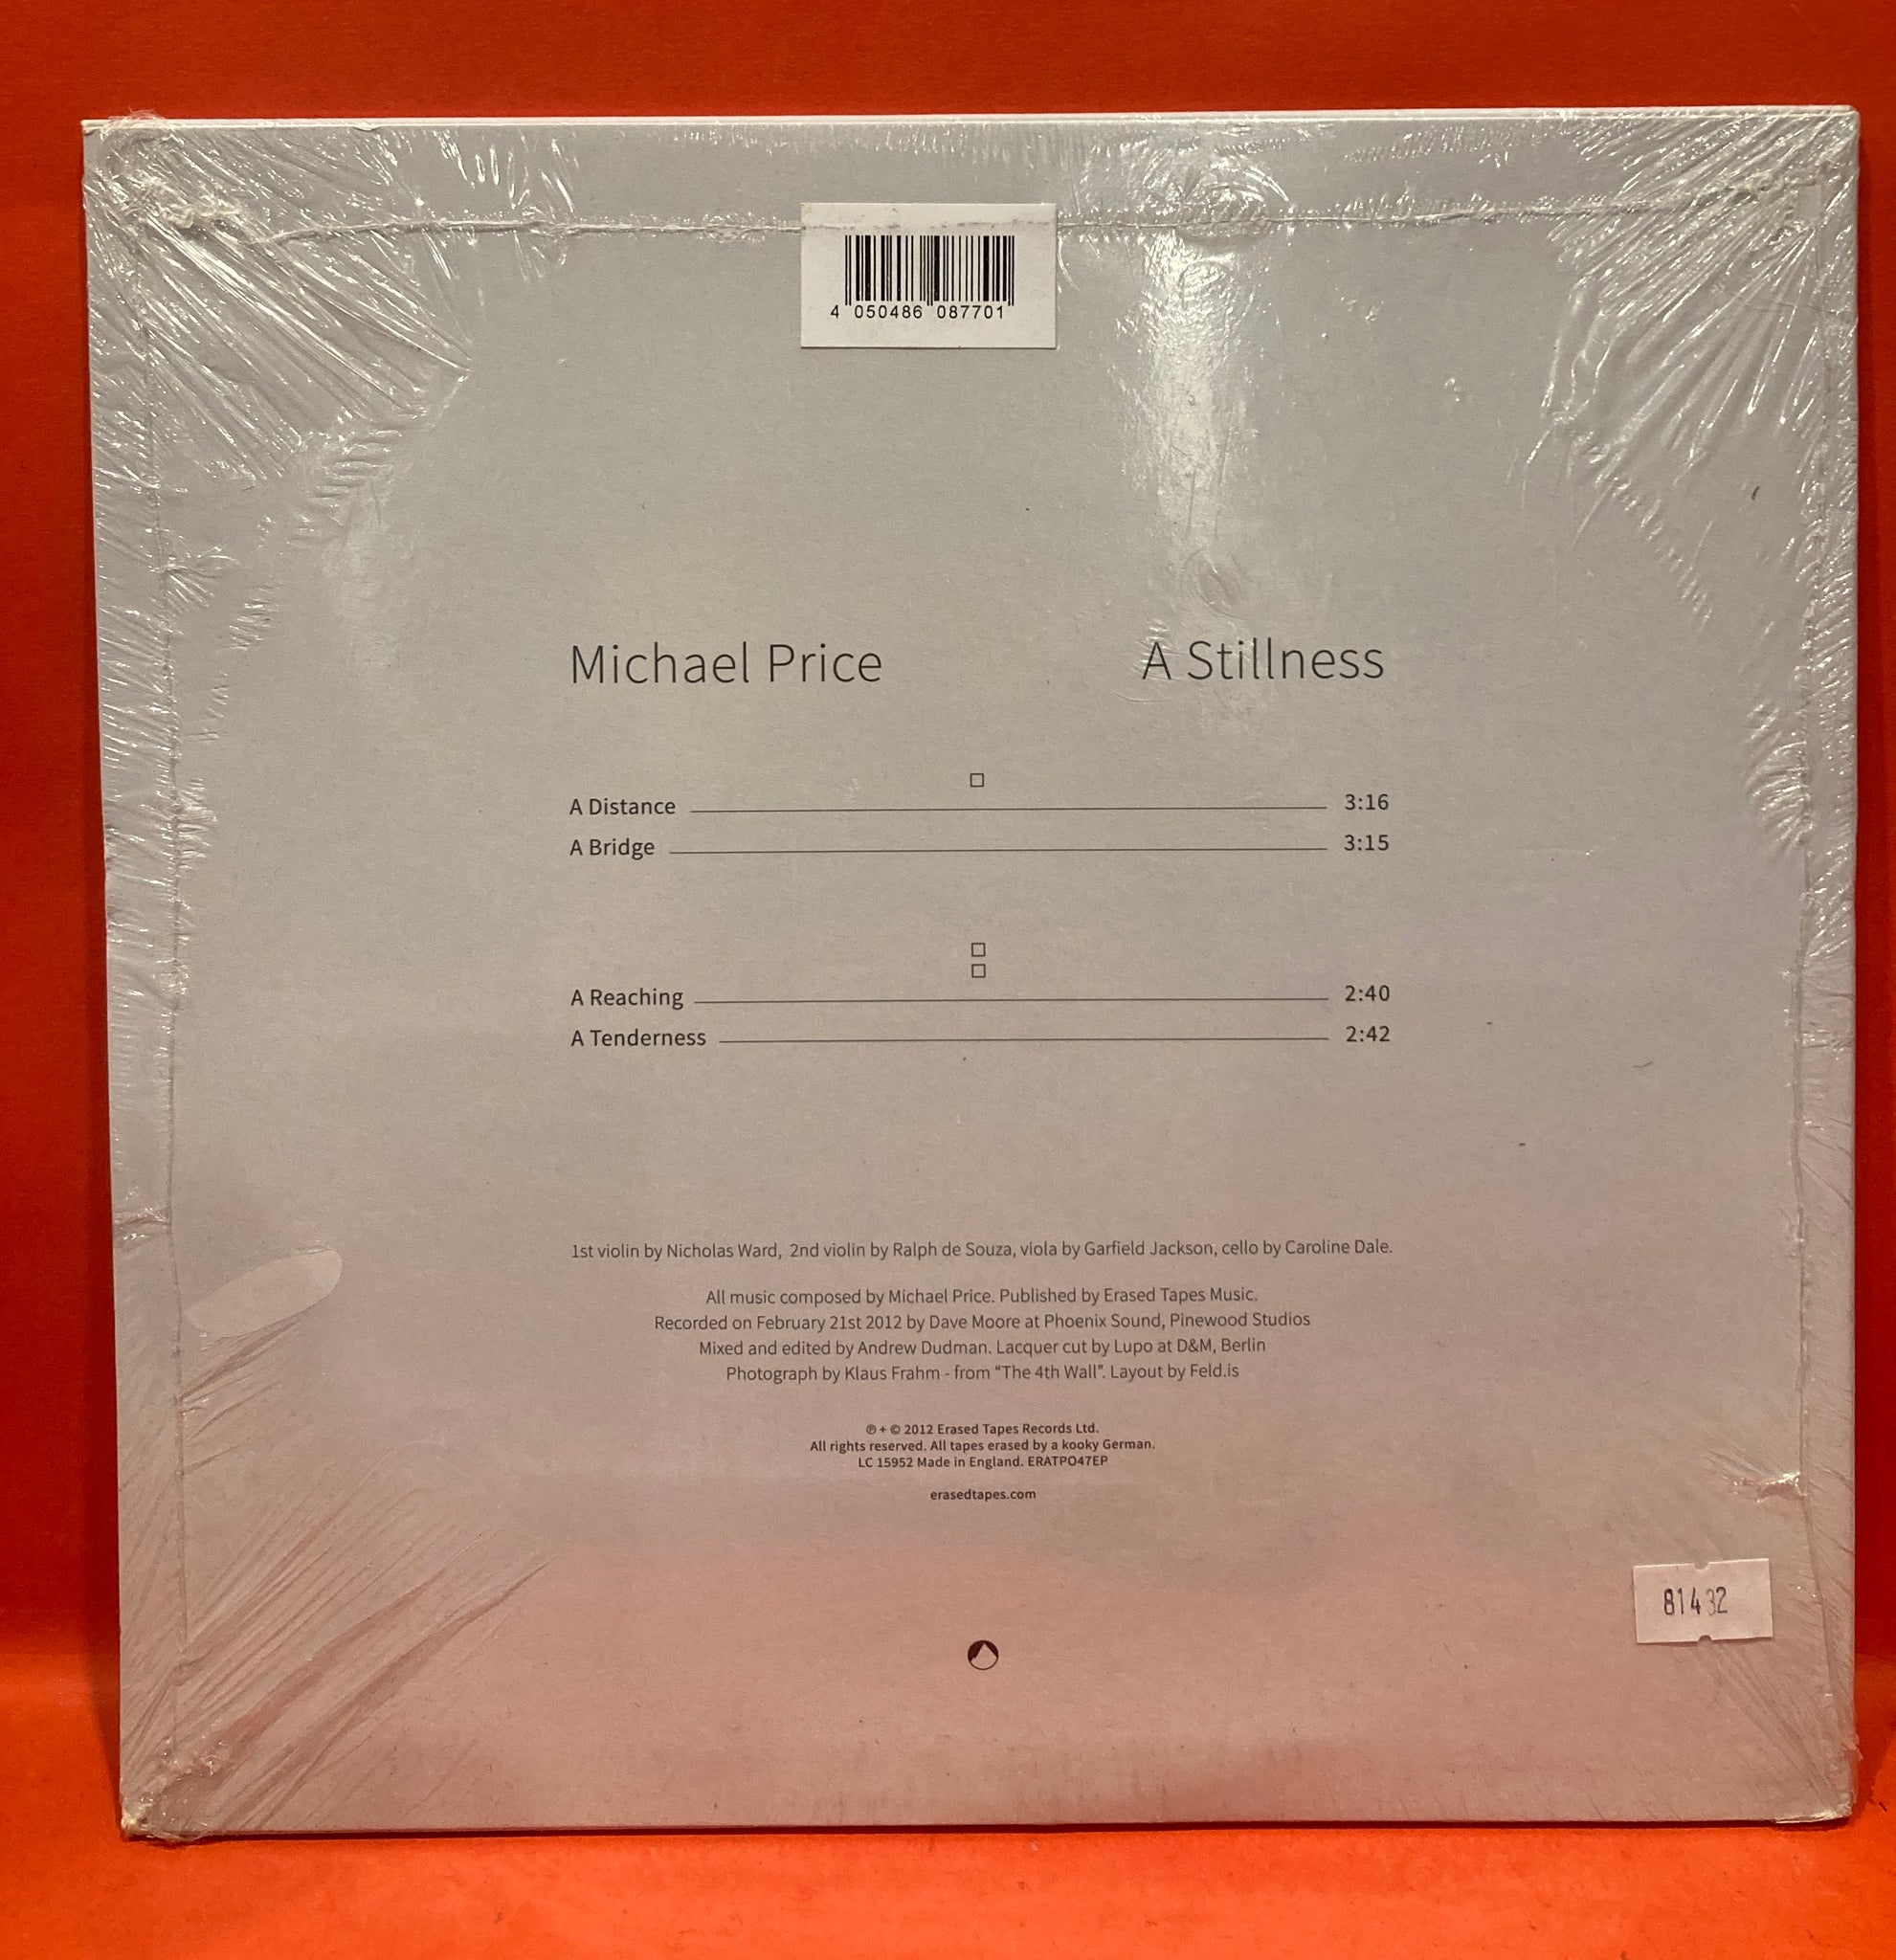 4 050486 087701
Michael Price
A Stillness
A Distance 3:16
A Bridge 3:15
A Reaching 2:40
A Tenderness 2:42
1st violin by Nicholas Ward, 2nd violin by Ralph de Souza, viola by Garfield Jackson, cello by Caroline Dale.
All music composed by Michael Price. Published by Erased Tapes Music.
Recorded on February 21st 2012 by Dave Moore at Phoenix Sound, Pinewood Studios
Mixed and edited by Andrew Dudman. Lacquer cut by Lupo at D&M, Berlin
Photograph by Klaus Frahm - from “The 4th Wall”. Layout by Feld.is
℗ + © 2012 Erased Tapes Records Ltd.
All rights reserved. All tapes erased by a kooky German.
LC 15952 Made in England. ERATPO47EP
erasedtapes.com
81432